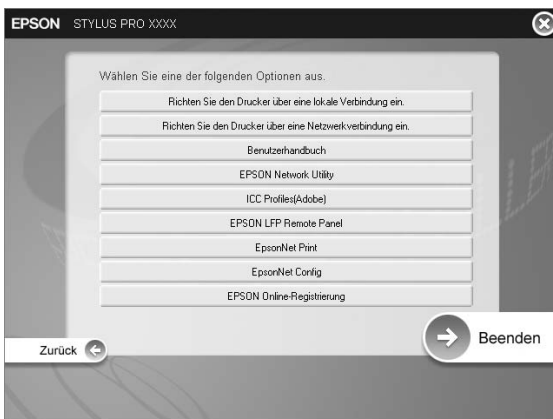 EPSON STYLUS PRO XXXX
Wählen Sie eine der folgenden Optionen aus.
Richten Sie den Drucker über eine lokale Verbindung ein.
Richten Sie den Drucker über eine Netzwerkverbindung ein.
Benutzerhandbuch
EPSON Network Utility
ICC Profiles(Adobe)
EPSON LFP Remote Panel
EpsonNet Print
EpsonNet Config
EPSON Online-Registrierung
Zurück
Beenden